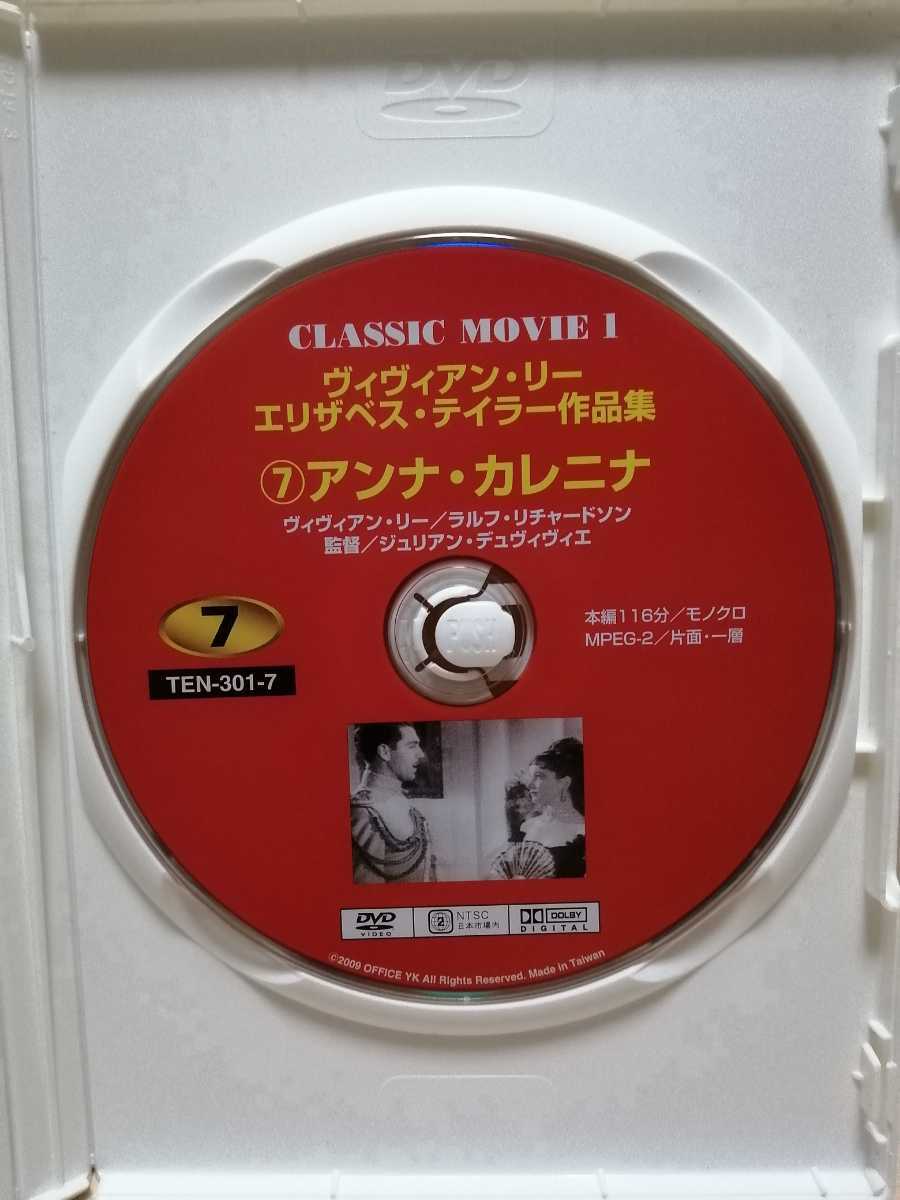 DVD
CLASSIC MOVIE 1
ヴィヴィアン・リー
エリザベス・テイラー作品集
⑦アンナ・カレニナ
ヴィヴィアン・リー／ラルフ・リチャードソン
監督／ジュリアン・デュヴィヴィエ
7
TEN-301-7
本編116分／モノクロ
MPEG-2／片面・一層
DVD
VIDEO
2
NTSC
日本市場内
DOLBY
DIGITAL
©2009 OFFICE YK All Rights Reserved. Made in Taiwan